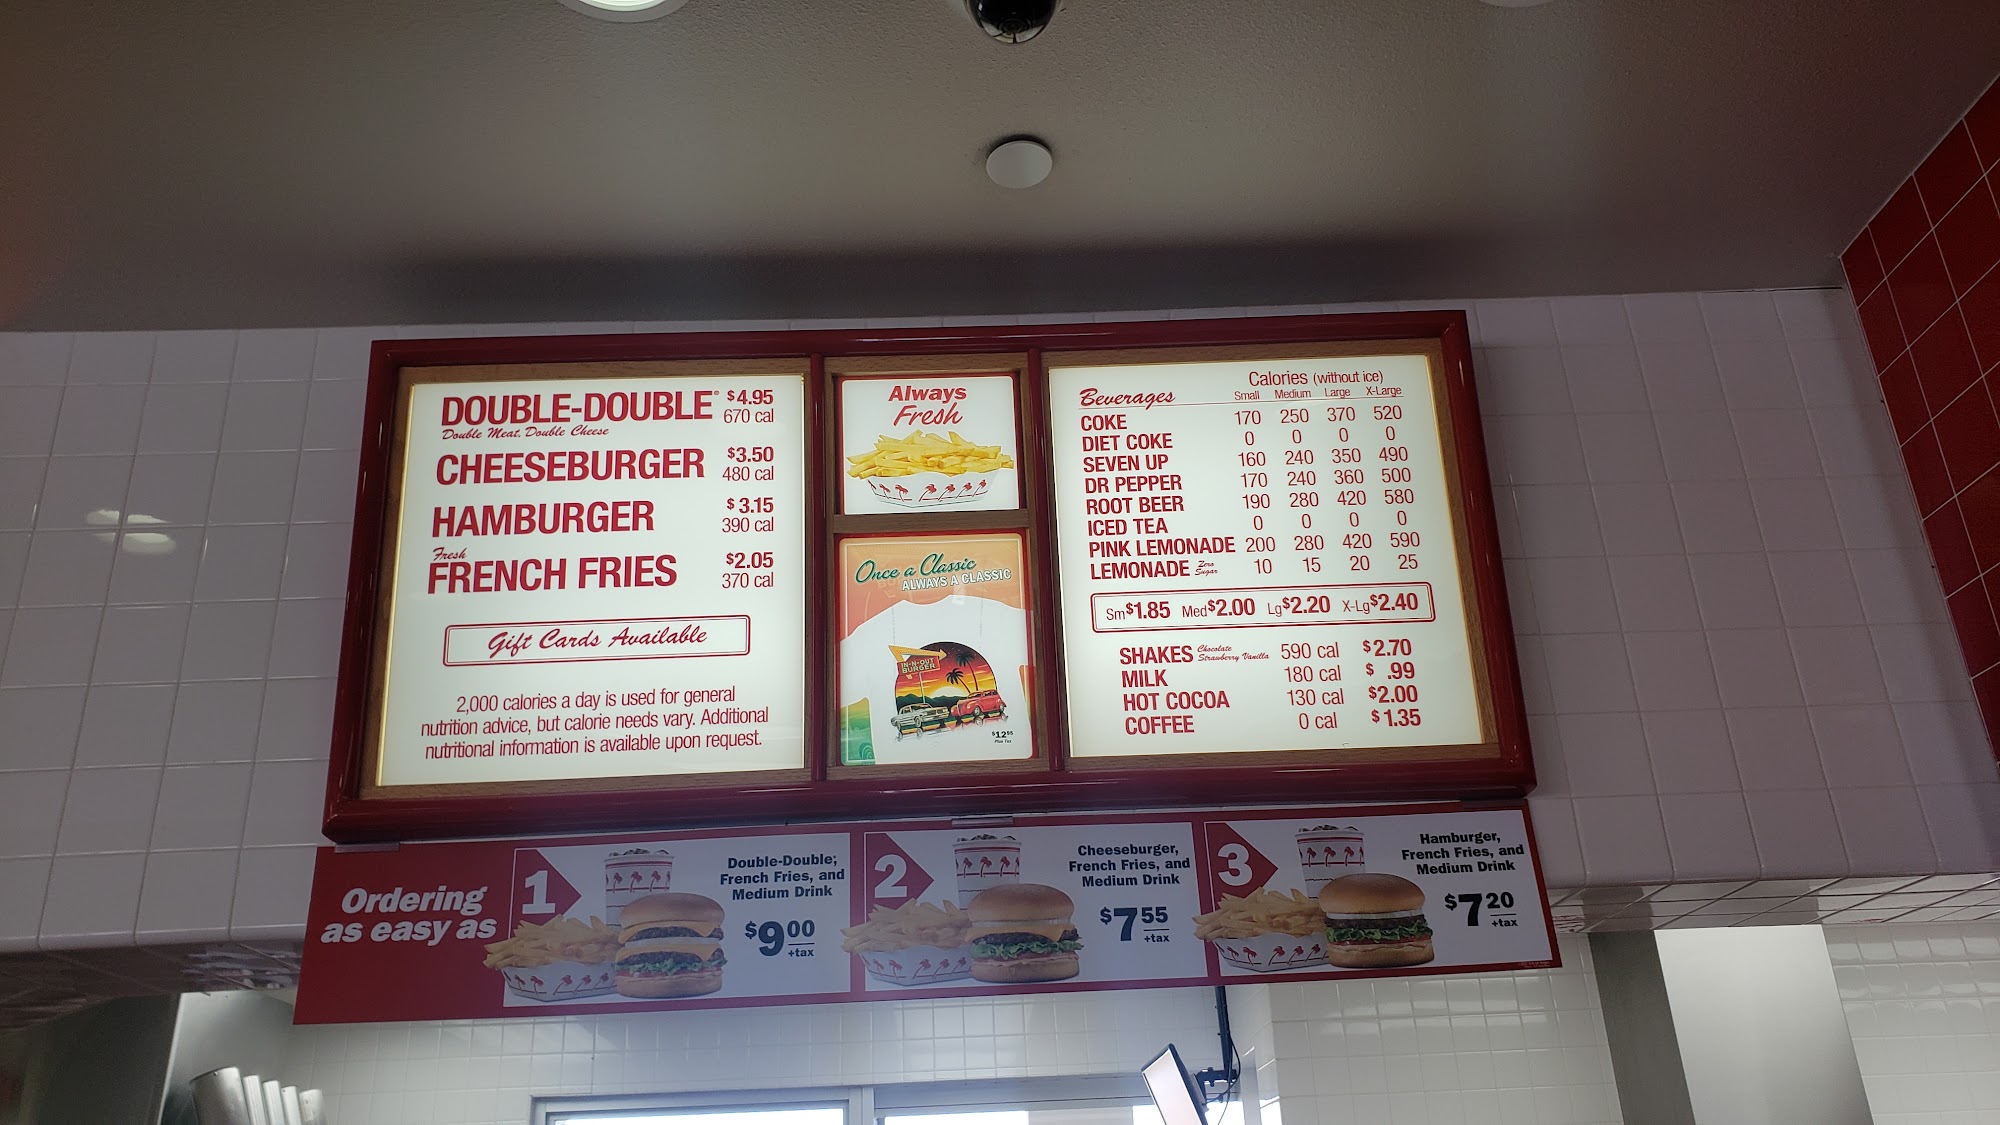 DOUBLE-DOUBLE® $4.95
Double Meat, Double Cheese 670 cal
CHEESEBURGER $3.50
480 cal
HAMBURGER $3.15
390 cal
Fresh
FRENCH FRIES $2.05
370 cal
Gift Cards Available
2,000 calories a day is used for general
nutrition advice, but calorie needs vary. Additional
nutritional information is available upon request.
Always
Fresh
Once a Classic
ALWAYS A CLASSIC
IN-N-OUT
BURGER
$12.95
Plus Tax
Beverages Calories (without ice)
Small Medium Large X-Large
COKE 170 250 370 520
DIET COKE 0 0 0 0
SEVEN UP 160 240 350 490
DR PEPPER 170 240 360 500
ROOT BEER 190 280 420 580
ICED TEA 0 0 0 0
PINK LEMONADE 200 280 420 590
LEMONADE Zero Sugar 10 15 20 25
Sm$1.85 Med$2.00 Lg$2.20 X-Lg$2.40
SHAKES Chocolate Strawberry Vanilla 590 cal $2.70
MILK 180 cal $.99
HOT COCOA 130 cal $2.00
COFFEE 0 cal $1.35
Ordering
as easy as
1
Double-Double,
French Fries, and
Medium Drink
$9.00
+tax
2
Cheeseburger,
French Fries, and
Medium Drink
$7.55
+tax
3
Hamburger,
French Fries, and
Medium Drink
$7.20
+tax